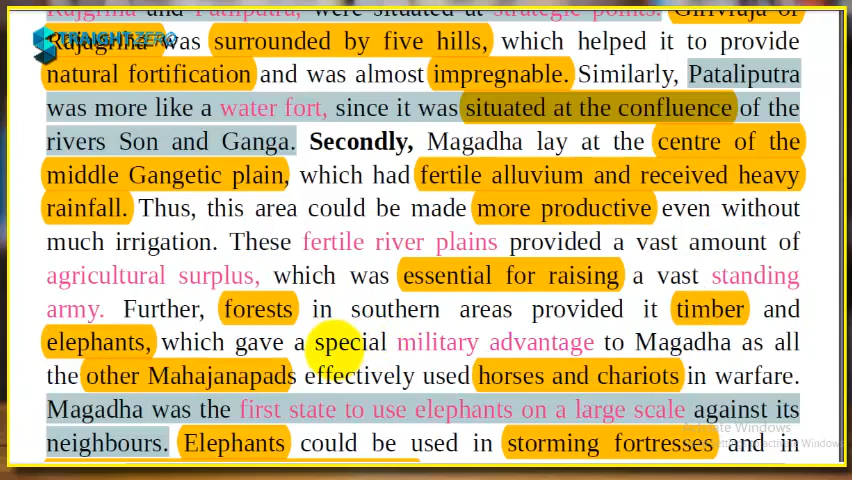 Rajgriha and Patliputra, were situated at strategic points. Girivraja or
STRAIGHT ZERO
Rajagriha was surrounded by five hills, which helped it to provide
natural fortification and was almost impregnable. Similarly, Pataliputra
was more like a water fort, since it was situated at the confluence of the
rivers Son and Ganga. Secondly, Magadha lay at the centre of the
middle Gangetic plain, which had fertile alluvium and received heavy
rainfall. Thus, this area could be made more productive even without
much irrigation. These fertile river plains provided a vast amount of
agricultural surplus, which was essential for raising a vast standing
army. Further, forests in southern areas provided it timber and
elephants, which gave a special military advantage to Magadha as all
the other Mahajanapads effectively used horses and chariots in warfare.
Magadha was the first state to use elephants on a large scale against its
Activate Windows
neighbours. Elephants could be used in storming fortresses and in